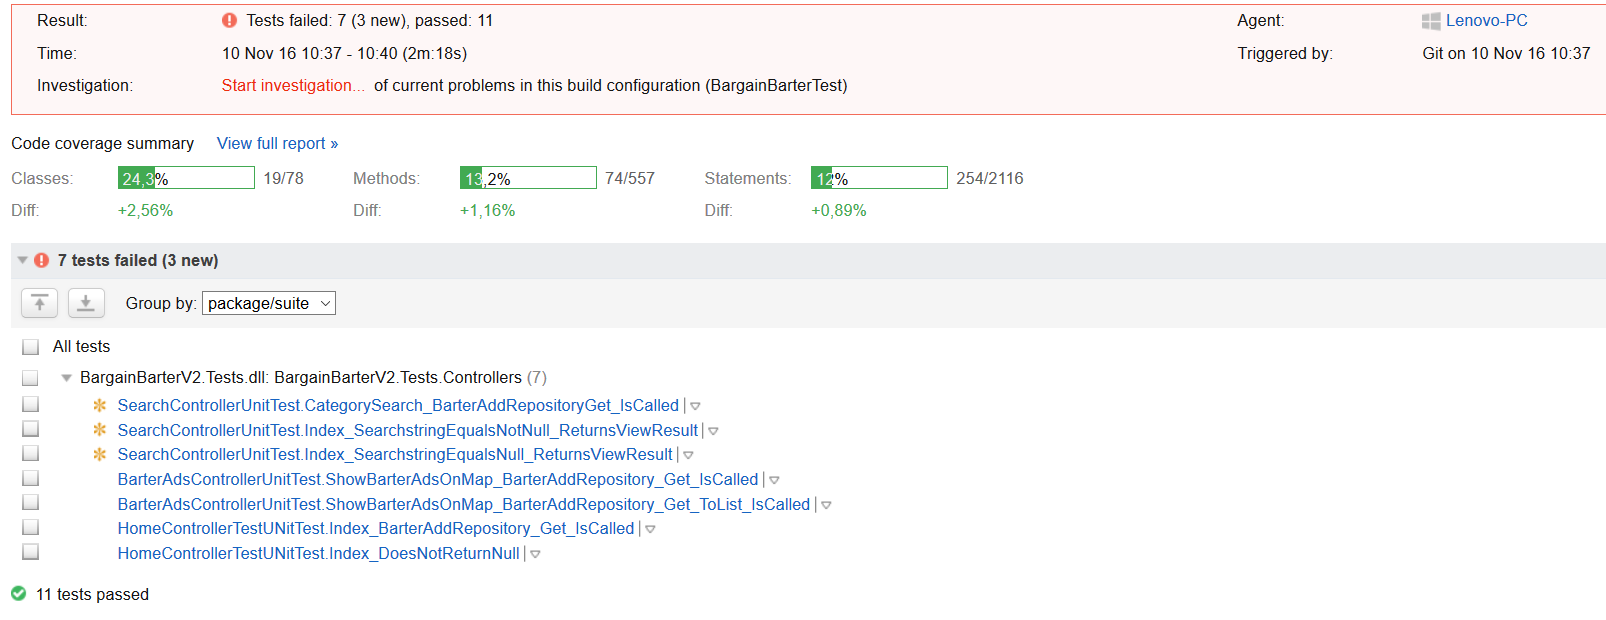 Result: Tests failed: 7 (3 new), passed: 11 Agent: Lenovo-PC
Time: 10 Nov 16 10:37 - 10:40 (2m:18s) Triggered by: Git on 10 Nov 16 10:37
Investigation: Start investigation... of current problems in this build configuration (BargainBarterTest)
Code coverage summary View full report »
Classes: 24,3% 19/78 Methods: 13,2% 74/557 Statements: 12% 254/2116
Diff: +2,56% Diff: +1,16% Diff: +0,89%
7 tests failed (3 new)
Group by: package/suite
All tests
BargainBarterV2.Tests.dll: BargainBarterV2.Tests.Controllers (7)
SearchControllerUnitTest.CategorySearch_BarterAddRepositoryGet_IsCalled
SearchControllerUnitTest.Index_SearchstringEqualsNotNull_ReturnsViewResult
SearchControllerUnitTest.Index_SearchstringEqualsNull_ReturnsViewResult
BarterAdsControllerUnitTest.ShowBarterAdsOnMap_BarterAddRepository_Get_IsCalled
BarterAdsControllerUnitTest.ShowBarterAdsOnMap_BarterAddRepository_Get_ToList_IsCalled
HomeControllerTestUNitTest.Index_BarterAddRepository_Get_IsCalled
HomeControllerTestUNitTest.Index_DoesNotReturnNull
11 tests passed